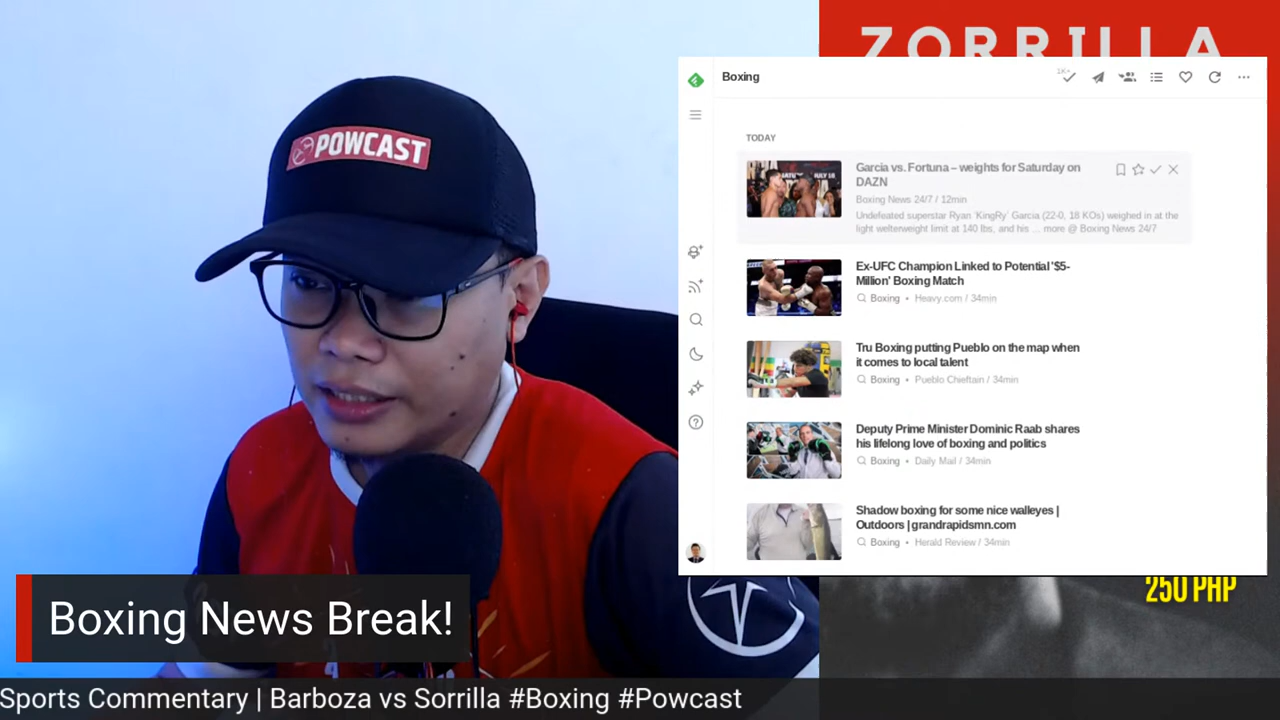 ZORRILLA
POWCAST
Boxing
1K+
TODAY
Garcia vs. Fortuna – weights for Saturday on
DAZN
Boxing News 24/7 / 12min
Undefeated superstar Ryan 'KingRy' Garcia (22-0, 18 KOs) weighed in at the
light welterweight limit at 140 lbs, and his ... more @ Boxing News 24/7
Ex-UFC Champion Linked to Potential '$5-
Million' Boxing Match
Boxing • Heavy.com / 34min
Tru Boxing putting Pueblo on the map when
it comes to local talent
Boxing • Pueblo Chieftain / 34min
Deputy Prime Minister Dominic Raab shares
his lifelong love of boxing and politics
Boxing • Daily Mail / 34min
Shadow boxing for some nice walleyes |
Outdoors | grandrapidsmn.com
Boxing • Herald Review / 34min
250 PHP
Boxing News Break!
Sports Commentary | Barboza vs Sorrilla #Boxing #Powcast